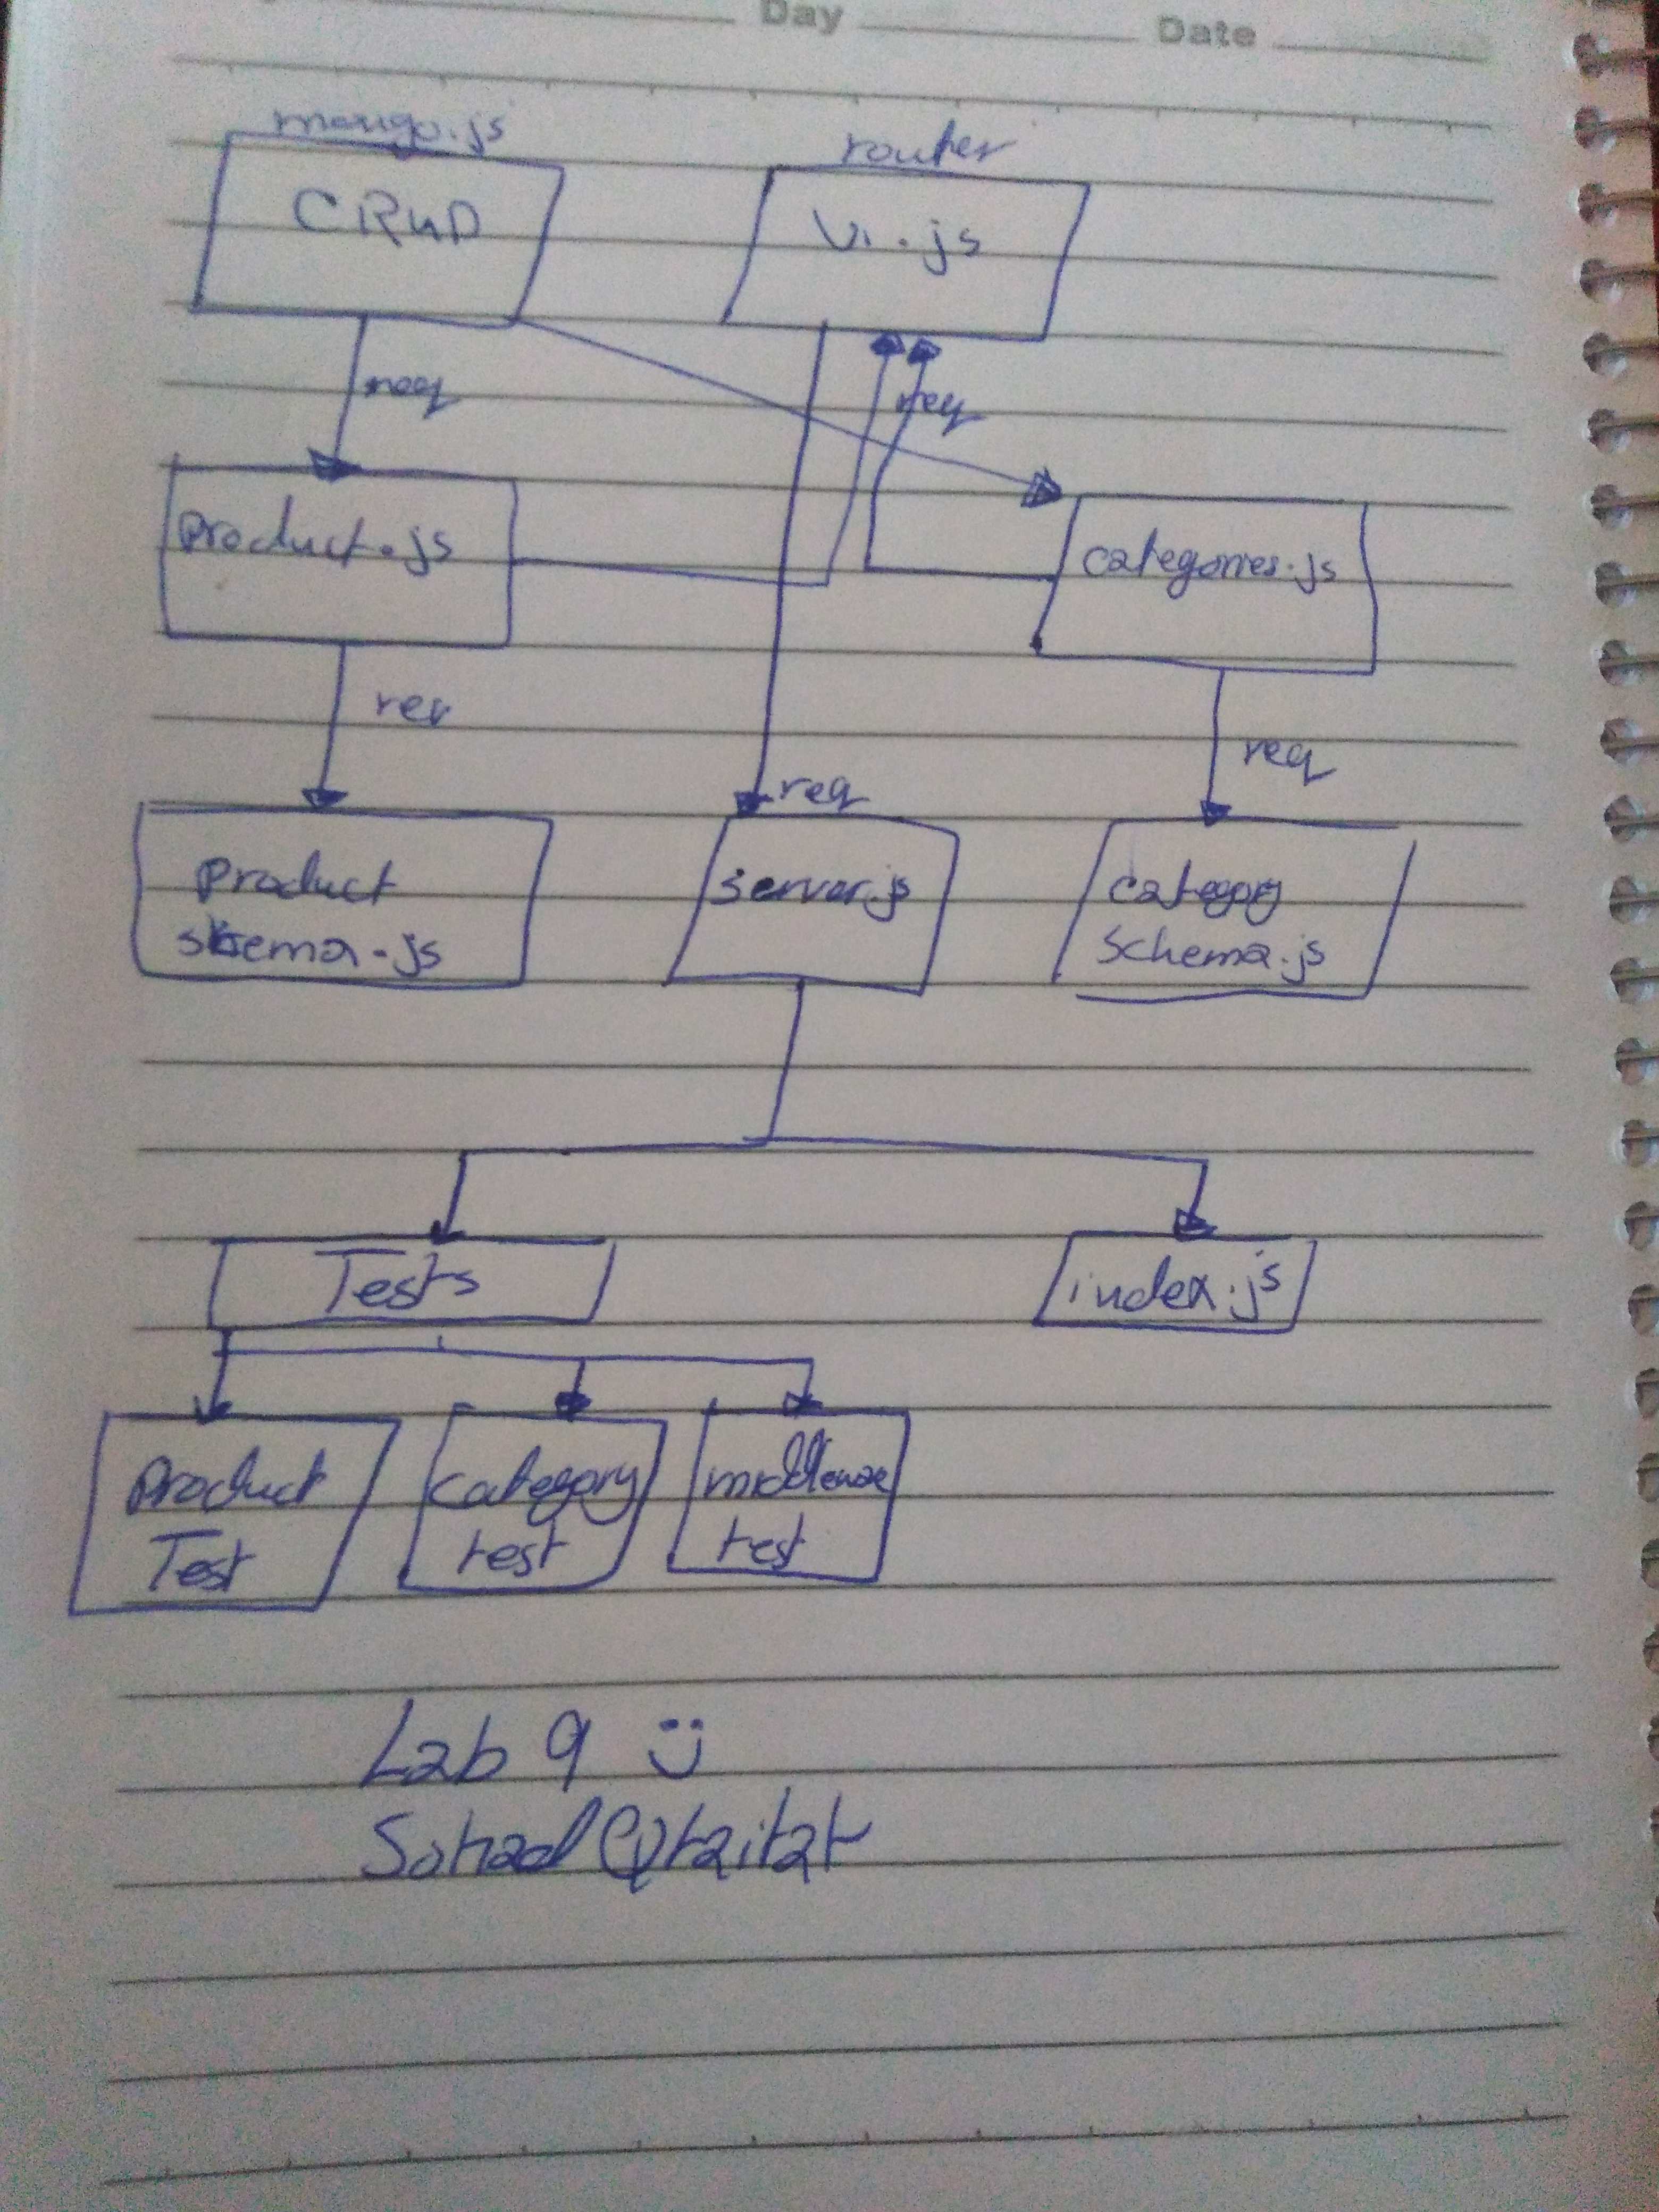 Day Date
mongo.js
router
CRUD
V1.js
req
req
product.js
categories.js
rer
req
req
product
schema.js
server.js
category
schema.js
Tests
index.js
Product
Test
category
test
middleware
test
Lab 9
Sohad Qtaitat